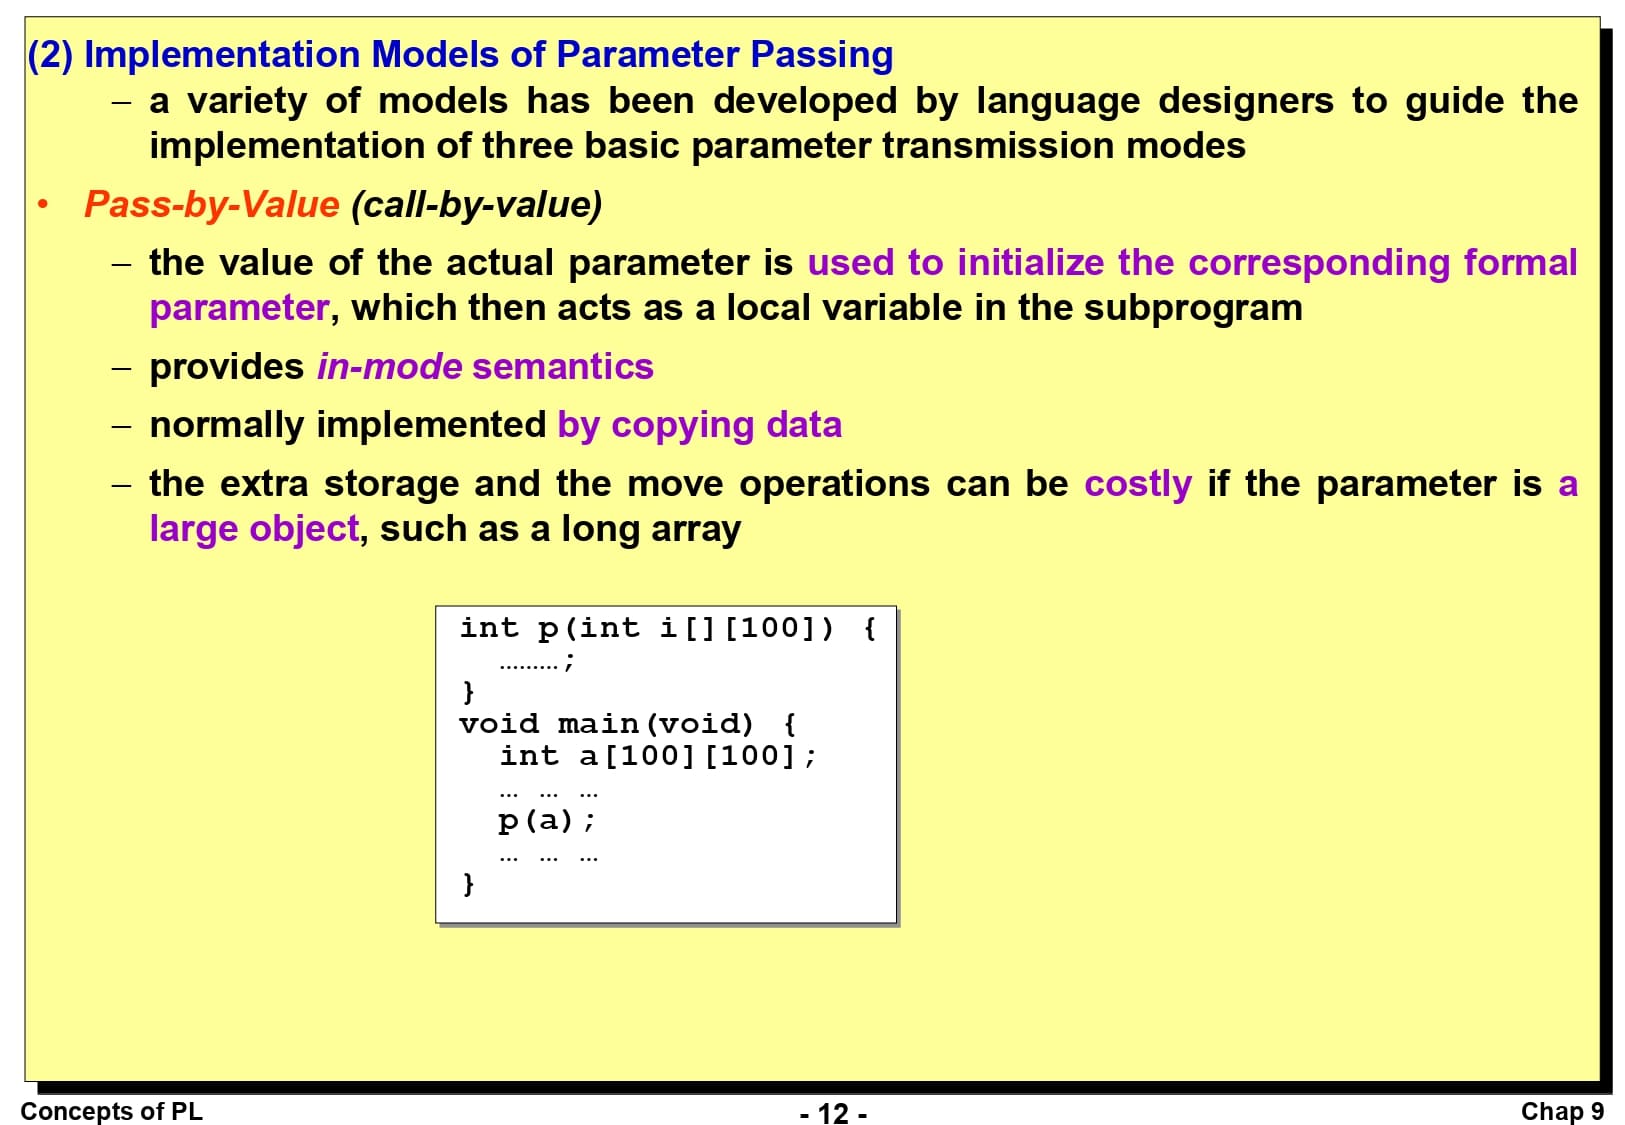 (2) Implementation Models of Parameter Passing
– a variety of models has been developed by language designers to guide the
implementation of three basic parameter transmission modes
• Pass-by-Value (call-by-value)
– the value of the actual parameter is used to initialize the corresponding formal
parameter, which then acts as a local variable in the subprogram
– provides in-mode semantics
– normally implemented by copying data
– the extra storage and the move operations can be costly if the parameter is a
large object, such as a long array
int p(int i[][100]) {
………;
}
void main(void) {
int a[100][100];
… … …
p(a);
… … …
}
Concepts of PL
- 12 -
Chap 9